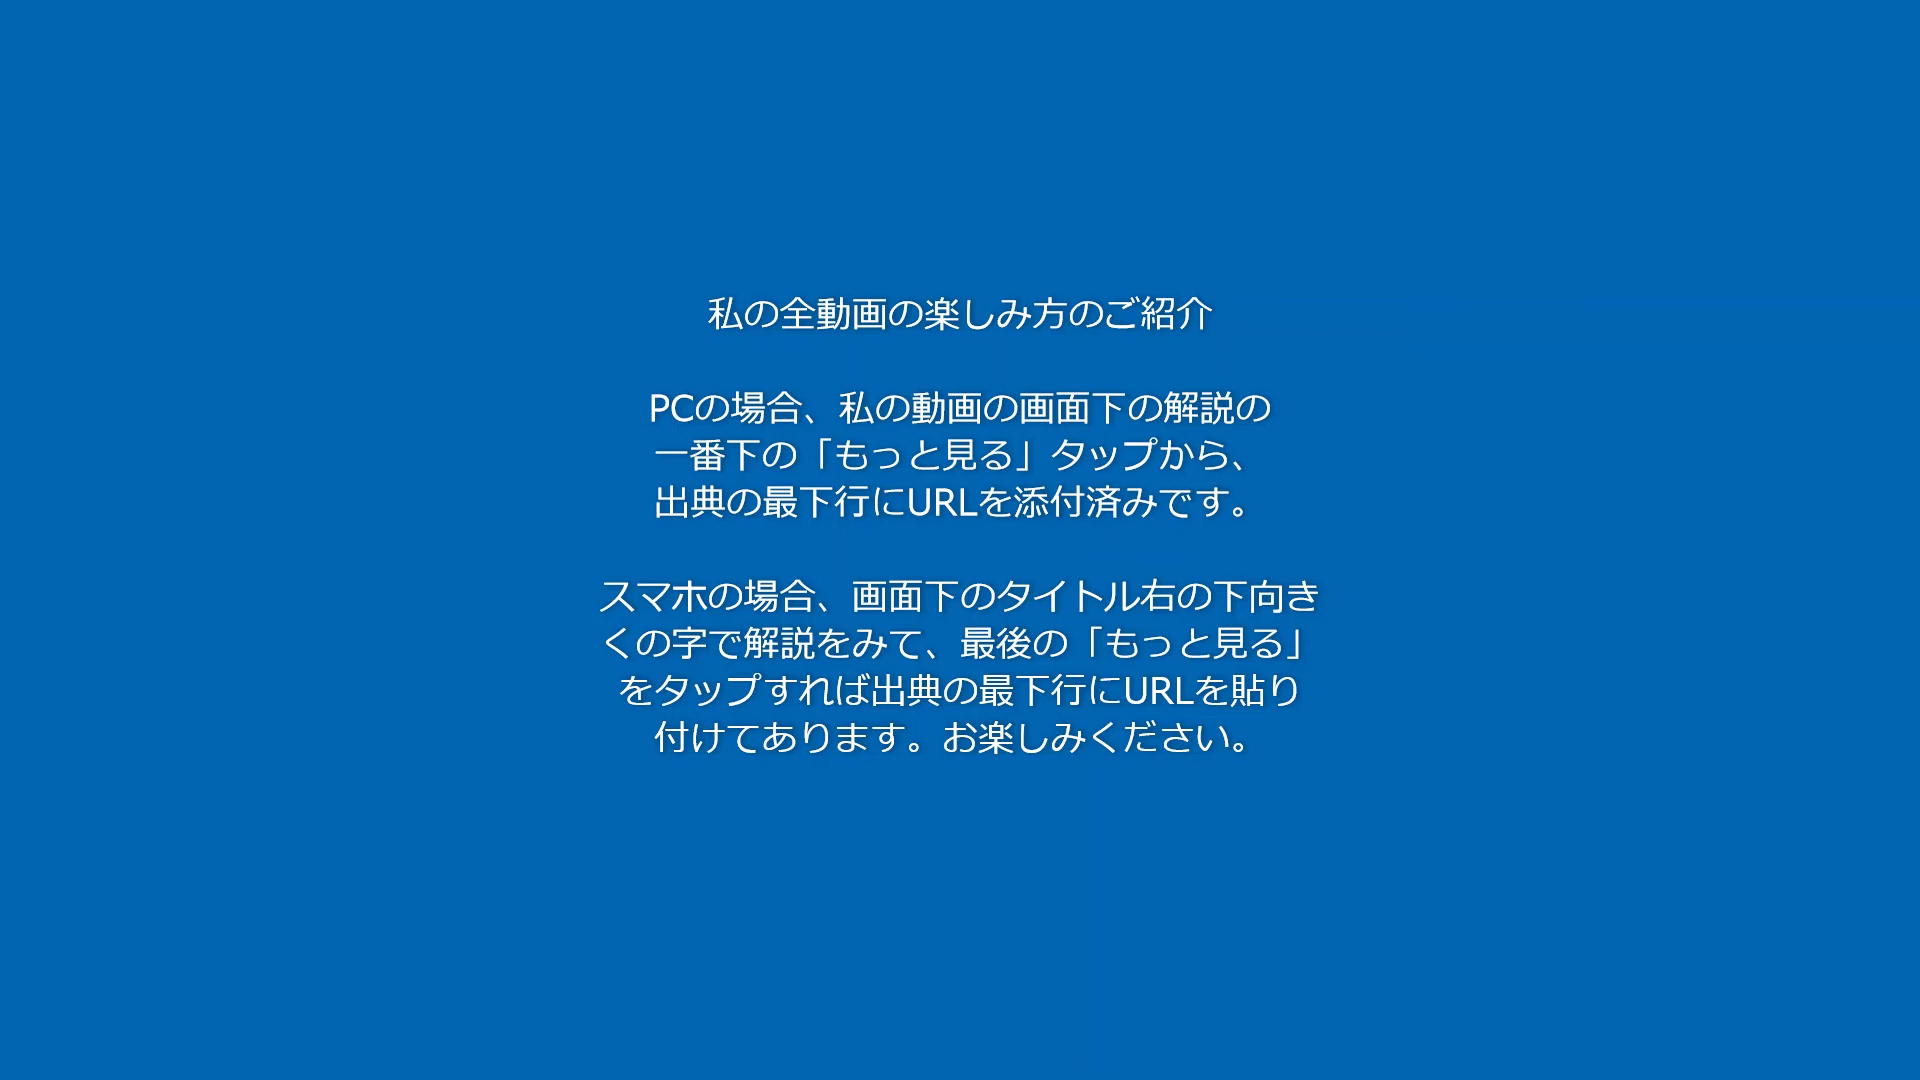 私の全動画の楽しみ方のご紹介
PCの場合、私の動画の画面下の解説の
一番下の「もっと見る」タップから、
出典の最下行にURLを添付済みです。
スマホの場合、画面下のタイトル右の下向き
くの字で解説をみて、最後の「もっと見る」
をタップすれば出典の最下行にURLを貼り
付けてあります。お楽しみください。